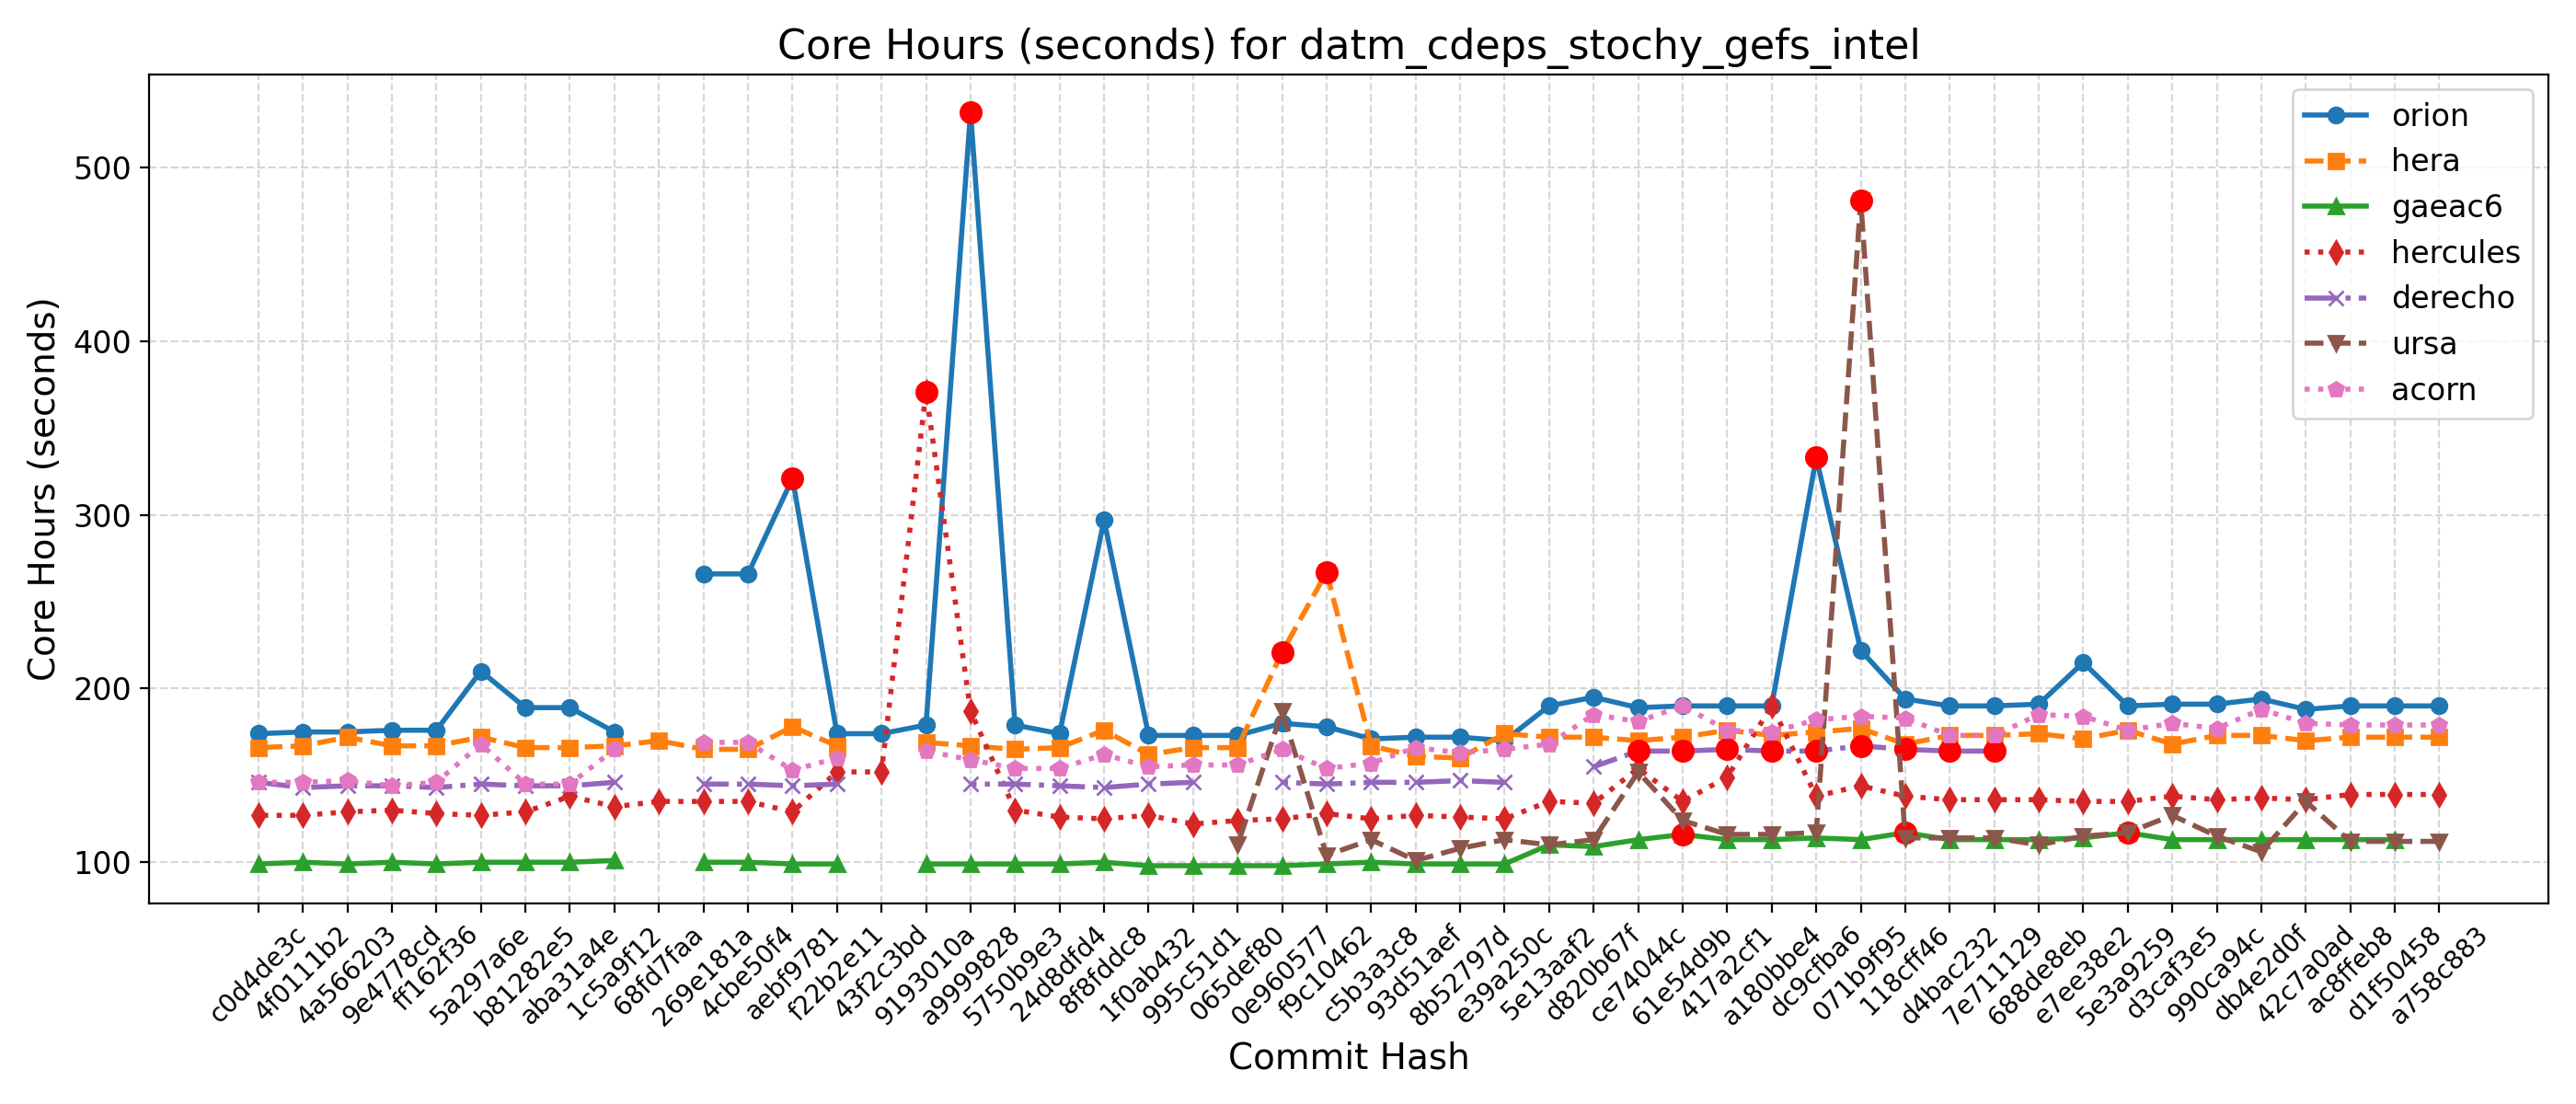 Core Hours (seconds) for datm_cdeps_stochy_gefs_intel
Core Hours (seconds)
500
400
300
200
100
orion
hera
gaeac6
hercules
derecho
ursa
acorn
c0d4de3c
4f0111b2
4a566203
9e4778cd
ff162f36
5a297a6e
b81282e5
aba31a4e
1c5a9f12
68fd7faa
269e181a
4cbe50f4
aebf9781
f22b2e11
43f2c3bd
9193010a
a9999828
5750b9e3
24d8dfd4
8f8fddc8
1f0ab432
995c51d1
065def80
0e960577
f9c10462
c5b3a3c8
93d51aef
8b52797d
e39a250c
5e13aaf2
d820b67f
ce74044c
61e54d9b
417a2cf1
a180bbe4
dc9cfba6
071b9f95
118cff46
d4bac232
7e711129
688de8eb
e7ee38e2
5e3a9259
d3caf3e5
990ca94c
db4e2d0f
42c7a0ad
ac8ffeb8
d1f50458
a758c883
Commit Hash